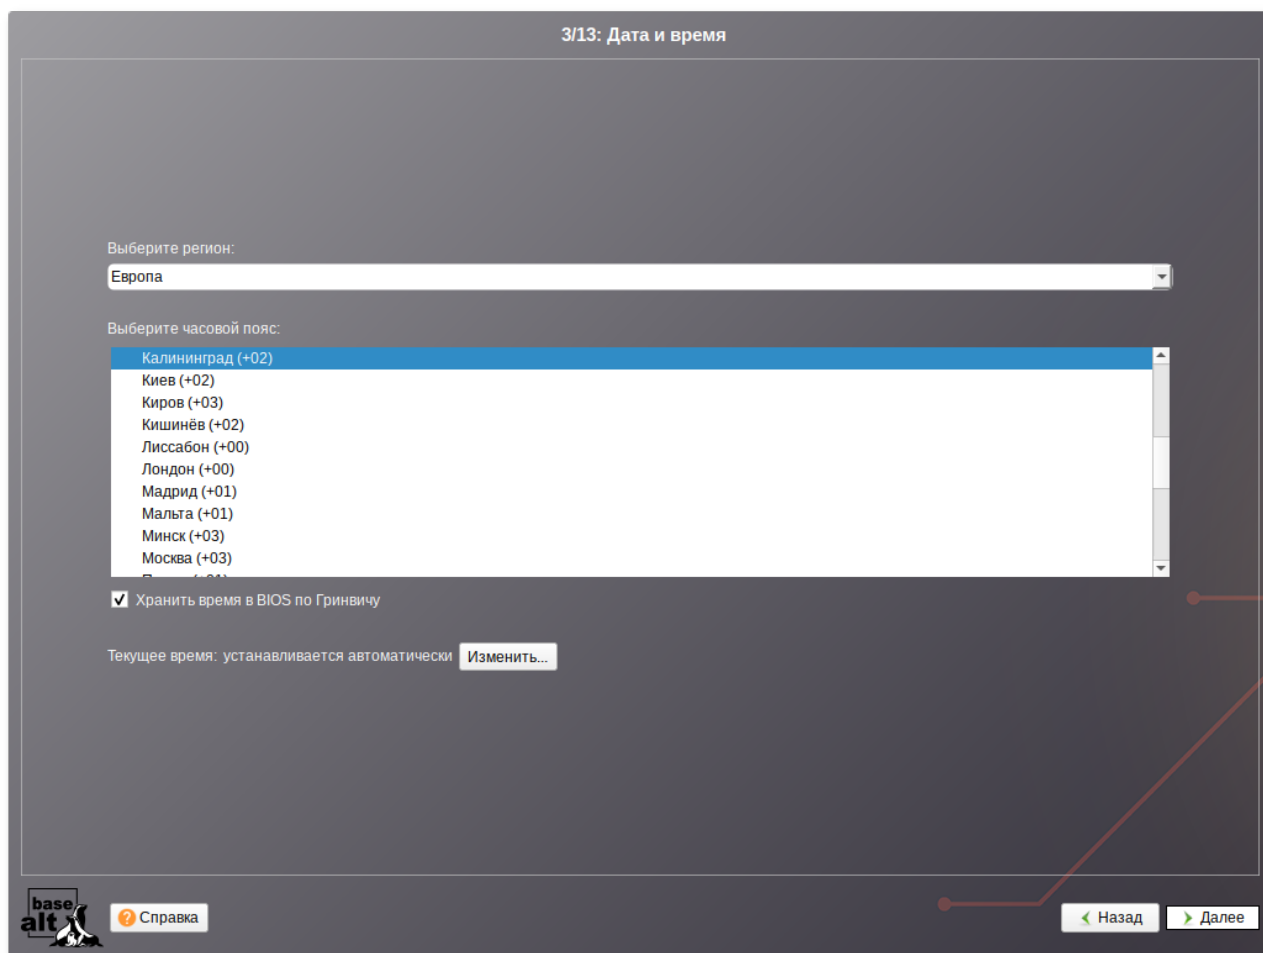 3/13: Дата и время
Выберите регион:
Европа
Выберите часовой пояс:
Калининград (+02)
Киев (+02)
Киров (+03)
Кишинёв (+02)
Лиссабон (+00)
Лондон (+00)
Мадрид (+01)
Мальта (+01)
Минск (+03)
Москва (+03)
Хранить время в BIOS по Гринвичу
Текущее время: устанавливается автоматически Изменить...
base
alt
Справка
Назад
Далее